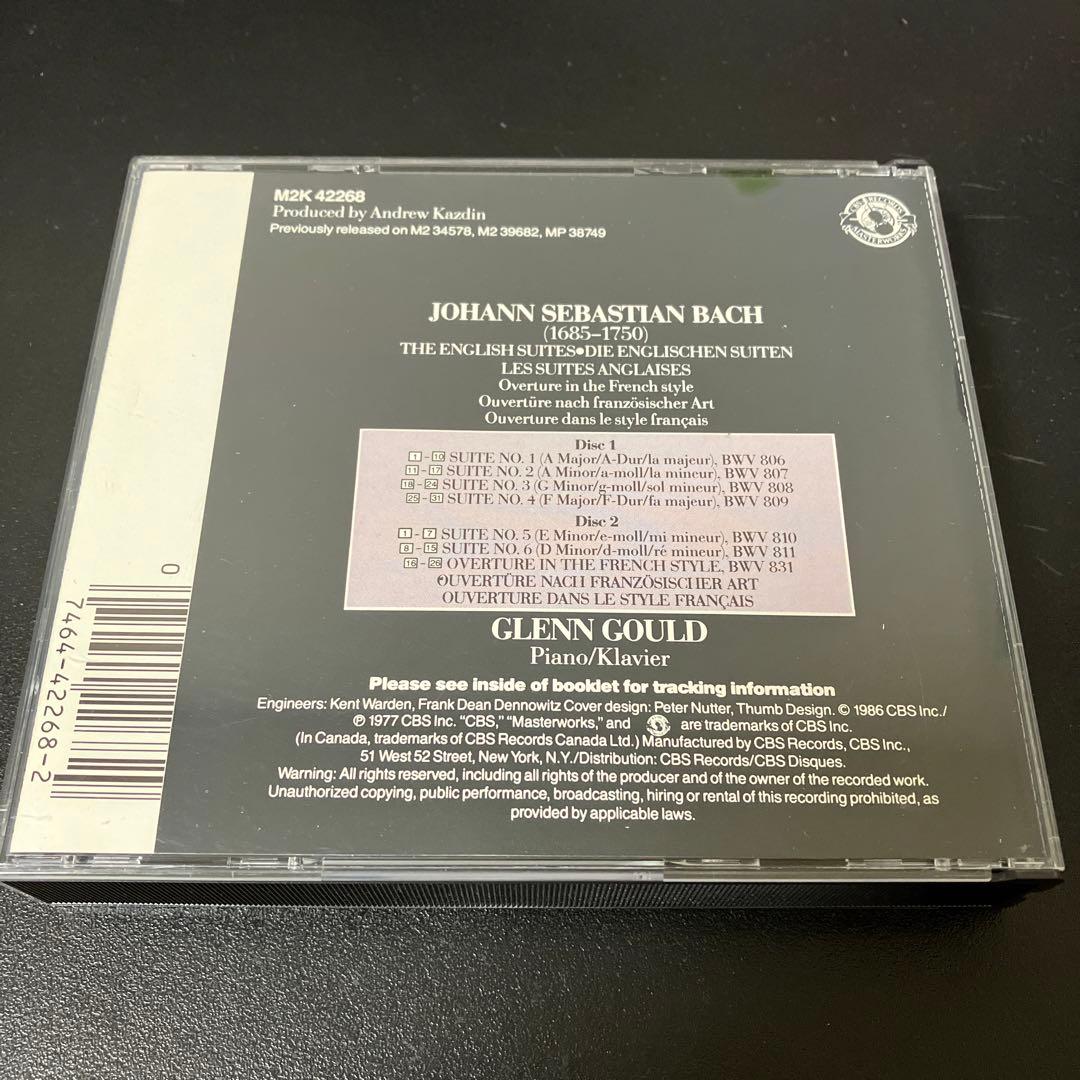 M2K 42268
Produced by Andrew Kazdin
Previously released on M2 34578, M2 39682, MP 38749
CBS RECORDS
MASTERWORKS
JOHANN SEBASTIAN BACH
(1685–1750)
THE ENGLISH SUITES•DIE ENGLISCHEN SUITEN
LES SUITES ANGLAISES
Overture in the French style
Ouvertüre nach französischer Art
Ouverture dans le style français
Disc 1
1 - 10 SUITE NO. 1 (A Major/A-Dur/la majeur), BWV 806
11 - 17 SUITE NO. 2 (A Minor/a-moll/la mineur), BWV 807
18 - 24 SUITE NO. 3 (G Minor/g-moll/sol mineur), BWV 808
25 - 31 SUITE NO. 4 (F Major/F-Dur/fa majeur), BWV 809
Disc 2
1 - 7 SUITE NO. 5 (E Minor/e-moll/mi mineur), BWV 810
8 - 15 SUITE NO. 6 (D Minor/d-moll/ré mineur), BWV 811
16 - 26 OVERTURE IN THE FRENCH STYLE, BWV 831
OUVERTÜRE NACH FRANZÖSISCHER ART
OUVERTURE DANS LE STYLE FRANÇAIS
GLENN GOULD
Piano/Klavier
Please see inside of booklet for tracking information
Engineers: Kent Warden, Frank Dean Dennowitz Cover design: Peter Nutter, Thumb Design. © 1986 CBS Inc./
℗ 1977 CBS Inc. "CBS," "Masterworks," and are trademarks of CBS Inc.
(In Canada, trademarks of CBS Records Canada Ltd.) Manufactured by CBS Records, CBS Inc.,
51 West 52 Street, New York, N.Y./Distribution: CBS Records/CBS Disques.
Warning: All rights reserved, including all rights of the producer and of the owner of the recorded work.
Unauthorized copying, public performance, broadcasting, hiring or rental of this recording prohibited, as
provided by applicable laws.
0
7464-42268-2